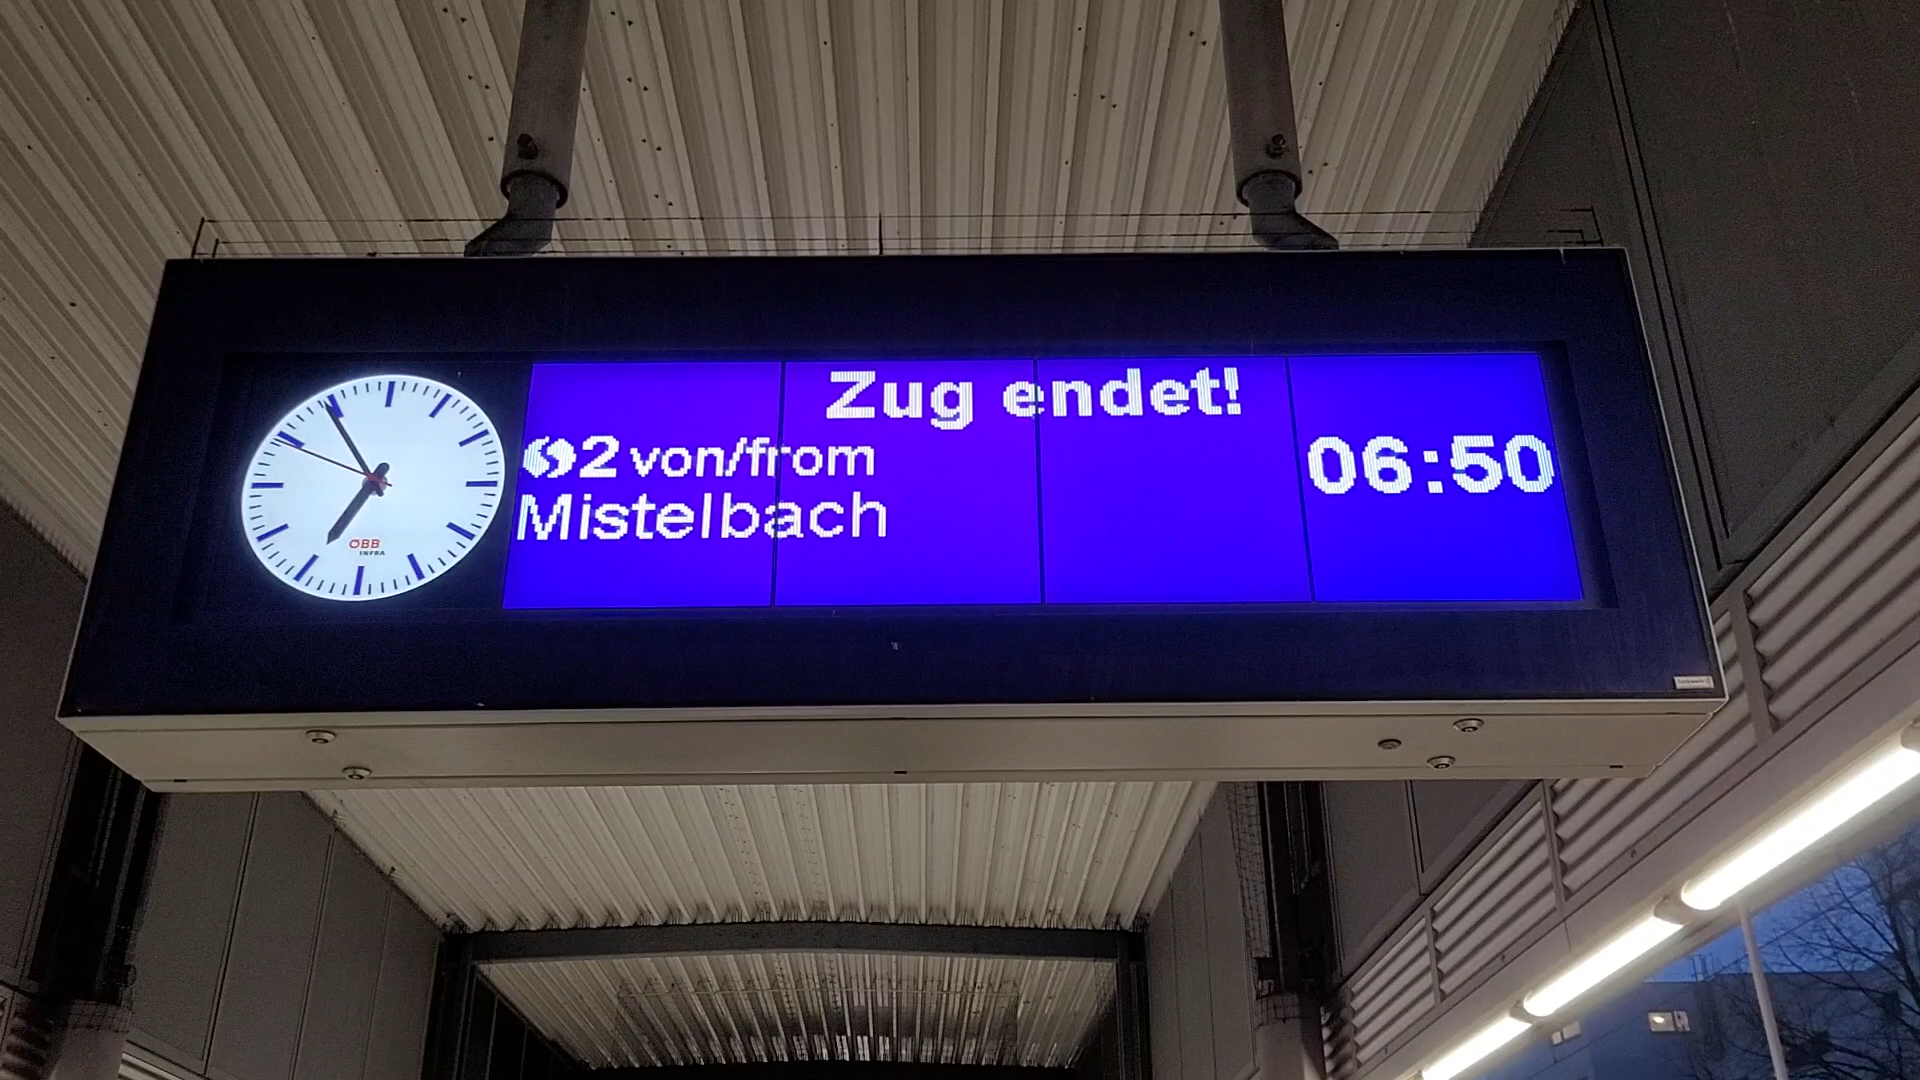 Zug endet!
2 von/from 06:50
Mistelbach
ÖBB
INFRA